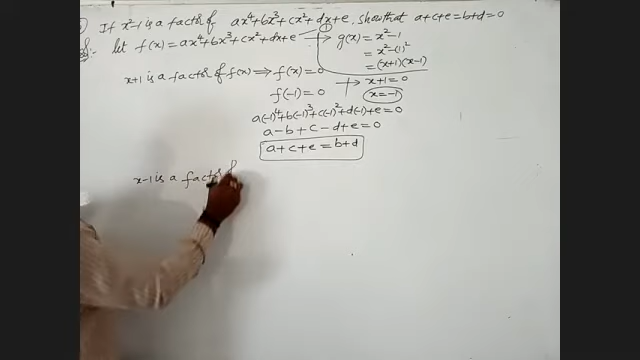 If x²-1 is a factor of ax⁴+bx³+cx²+dx+e, show that a+c+e=b+d=0
Let f(x)=ax⁴+bx³+cx²+dx+e → ①
g(x) = x²-1
= x²-(1)²
= (x+1)(x-1)
x+1 is a factor of f(x) ⟹ f(x)=0
x+1=0
x=-1
f(-1)=0
a(-1)⁴+b(-1)³+c(-1)²+d(-1)+e=0
a-b+c-d+e=0
a+c+e=b+d
x-1 is a factor of